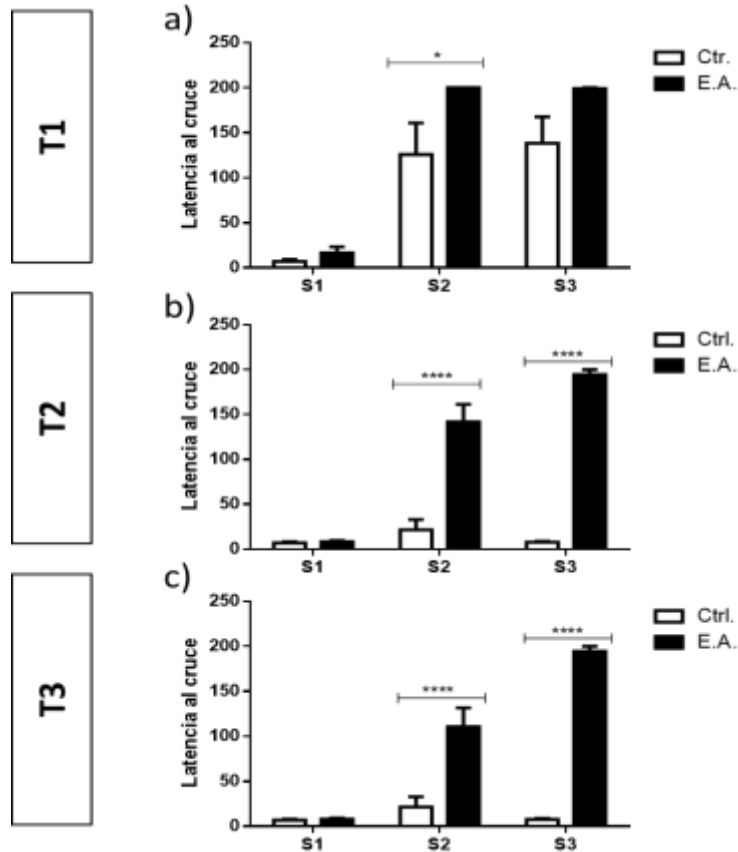 T1
a)
Latencia al cruce
250
200
150
100
50
0
*
S1 S2 S3
Ctr.
E.A.
T2
b)
Latencia al cruce
250
200
150
100
50
0
****
****
S1 S2 S3
Ctrl.
E.A.
T3
c)
Latencia al cruce
250
200
150
100
50
0
****
****
S1 S2 S3
Ctrl.
E.A.